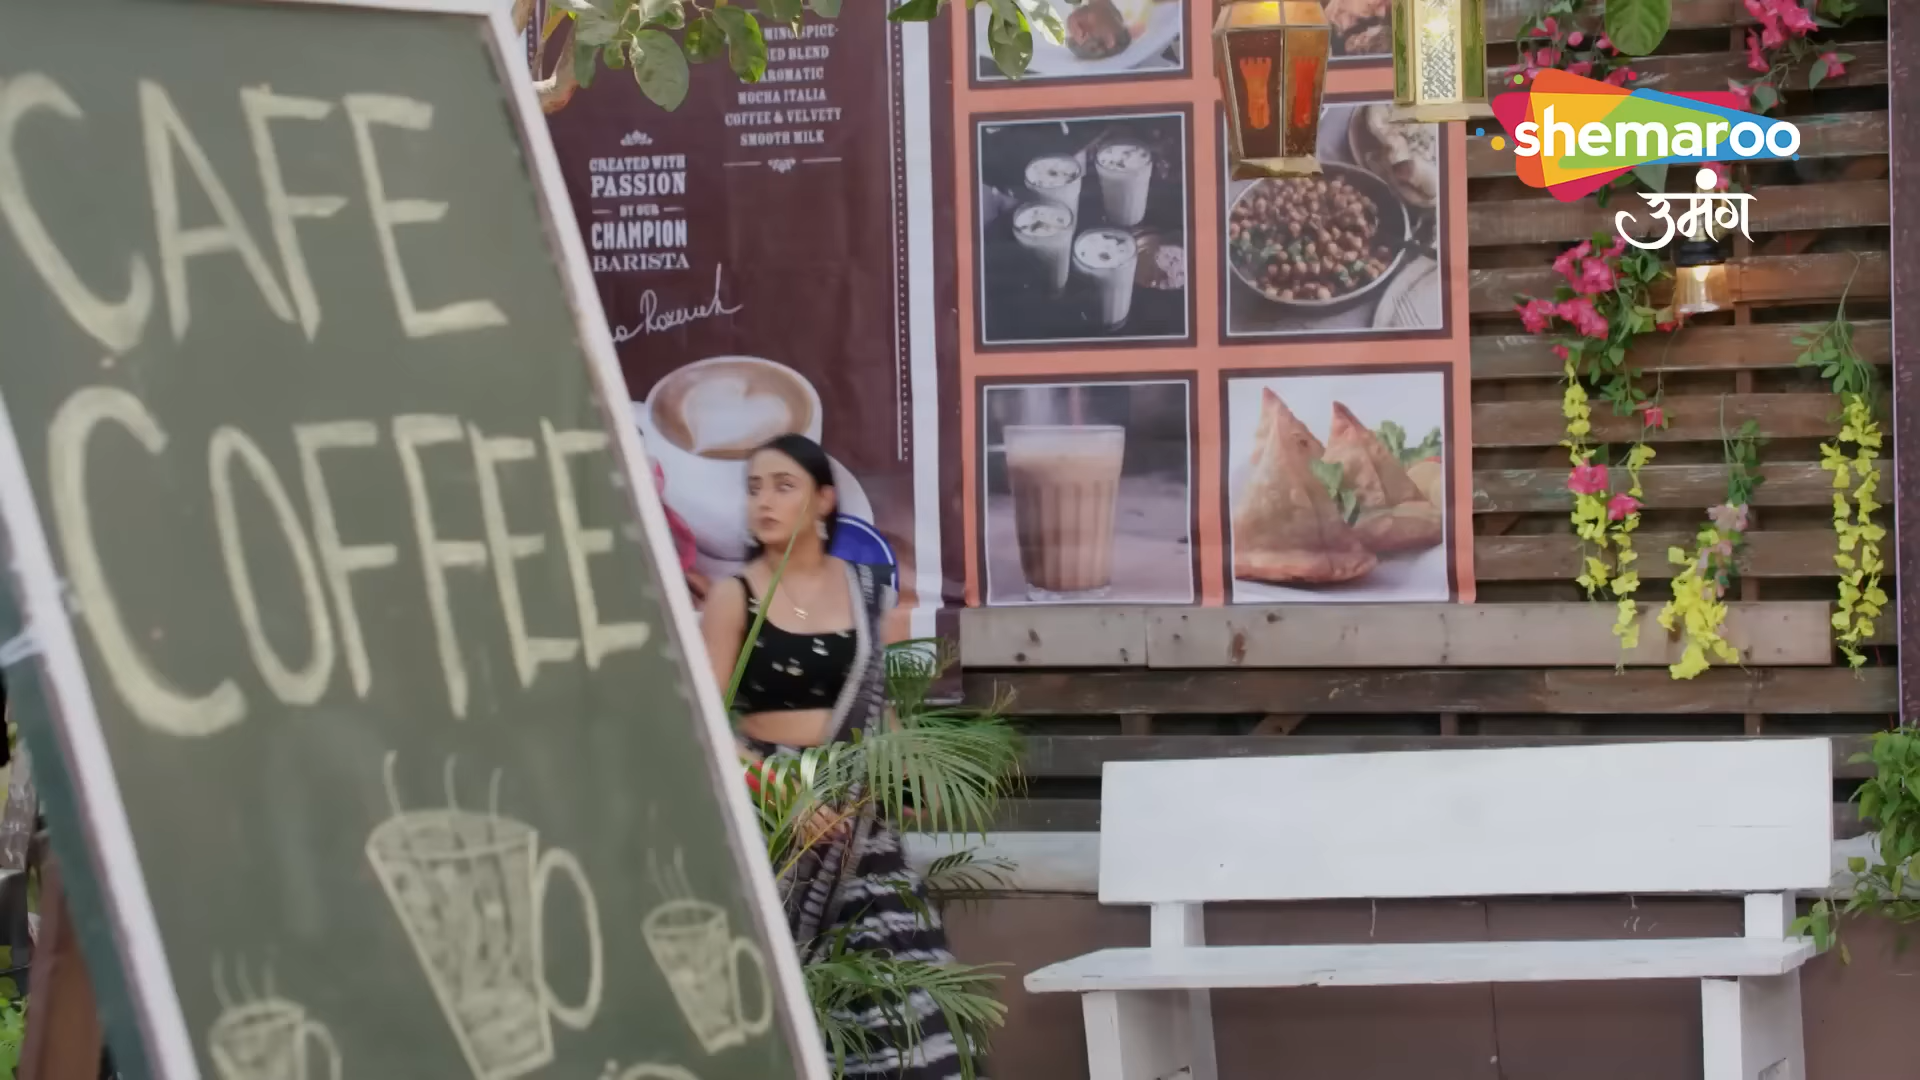 CAFE
COFFEE
ED BLEND
AROMATIC
MOCHA ITALIA
COFFEE & VELVETY
SMOOTH MILK
CREATED WITH
PASSION
BY OUR
CHAMPION
BARISTA
shemaroo
उमंग